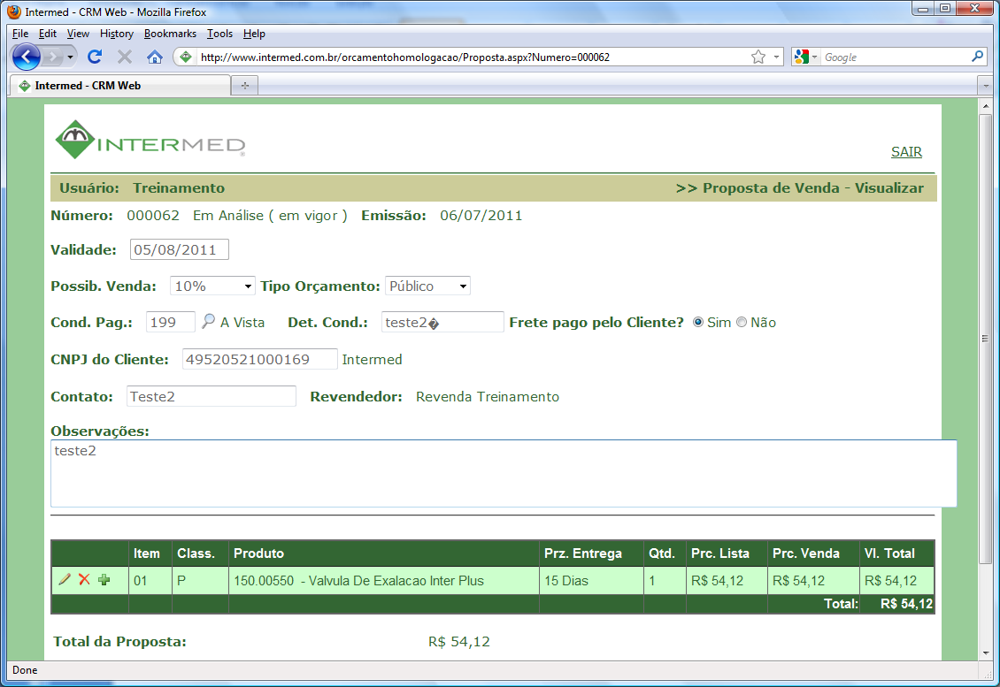 Intermed - CRM Web - Mozilla Firefox
File Edit View History Bookmarks Tools Help
http://www.intermed.com.br/orcamentohomologacao/Proposta.aspx?Numero=000062 Google
Intermed - CRM Web
INTERMED®
SAIR
Usuário: Treinamento >> Proposta de Venda - Visualizar
Número: 000062 Em Análise ( em vigor ) Emissão: 06/07/2011
Validade: 05/08/2011
Possib. Venda: 10% Tipo Orçamento: Público
Cond. Pag.: 199 A Vista Det. Cond.: teste2� Frete pago pelo Cliente? Sim Não
CNPJ do Cliente: 49520521000169 Intermed
Contato: Teste2 Revendedor: Revenda Treinamento
Observações:
teste2
Item Class. Produto Prz. Entrega Qtd. Prc. Lista Prc. Venda Vl. Total
01 P 150.00550 - Valvula De Exalacao Inter Plus 15 Dias 1 R$ 54,12 R$ 54,12 R$ 54,12
Total: R$ 54,12
Total da Proposta: R$ 54,12
Done